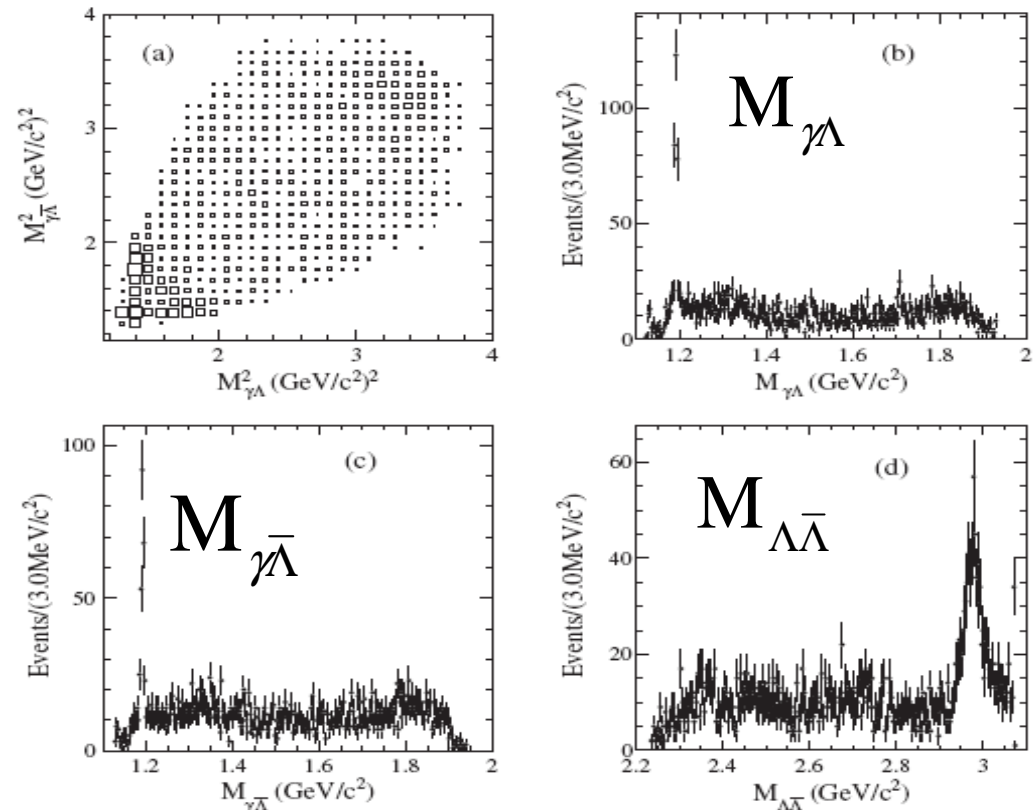 (a)
4
3
2
M²γΛ̅ (GeV/c²)²
2 3 4
M²γΛ (GeV/c²)²
(b)
MγΛ
100
50
0
Events/(3.0MeV/c²)
1.2 1.4 1.6 1.8 2
MγΛ (GeV/c²)
(c)
MγΛ̅
100
50
0
Events/(3.0MeV/c²)
1.2 1.4 1.6 1.8 2
MγΛ̅ (GeV/c²)
(d)
MΛΛ̅
60
40
20
0
Events/(3.0MeV/c²)
2.2 2.4 2.6 2.8 3
MΛΛ̅ (GeV/c²)